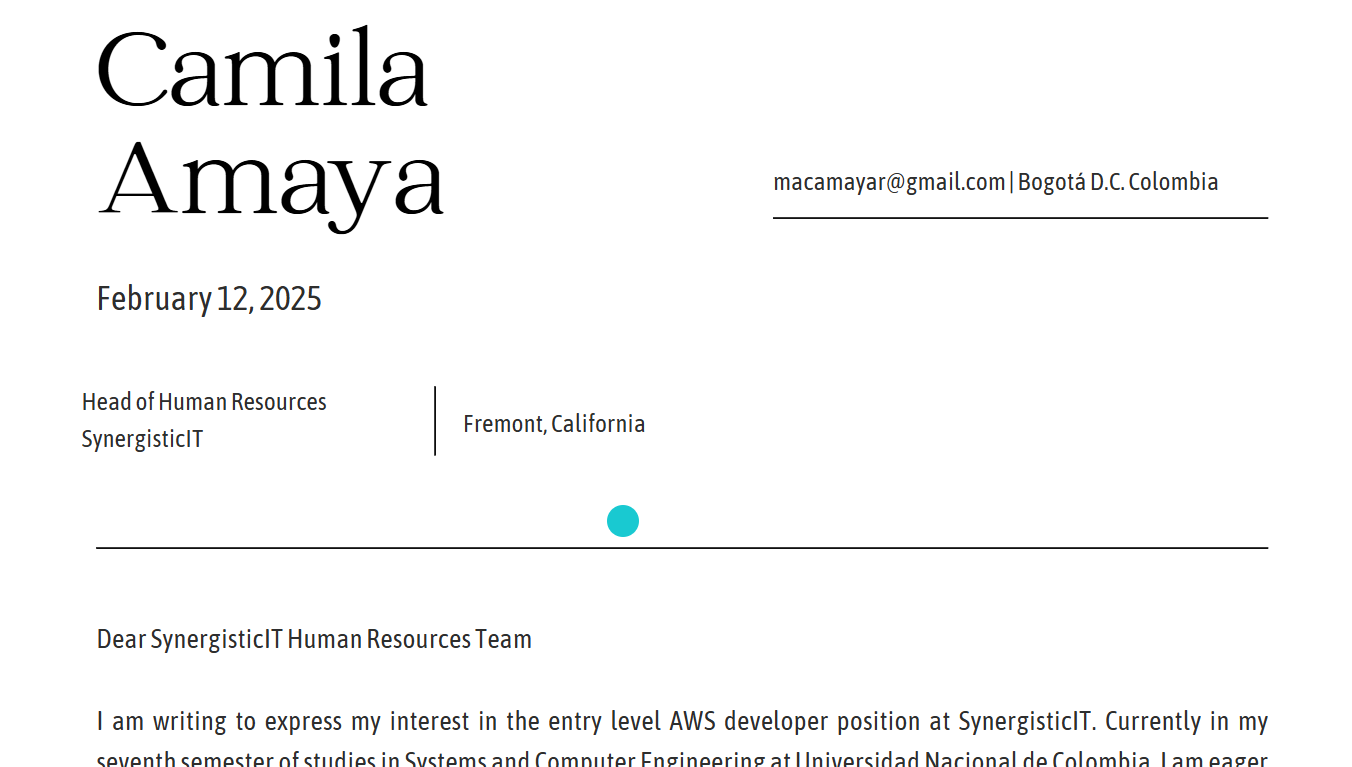 Camila
Amaya
macamayar@gmail.com | Bogotá D.C. Colombia
February 12, 2025
Head of Human Resources
SynergisticIT
Fremont, California
Dear SynergisticIT Human Resources Team
I am writing to express my interest in the entry level AWS developer position at SynergisticIT. Currently in my
seventh semester of studies in Systems and Computer Engineering at Universidad Nacional de Colombia, I am eager